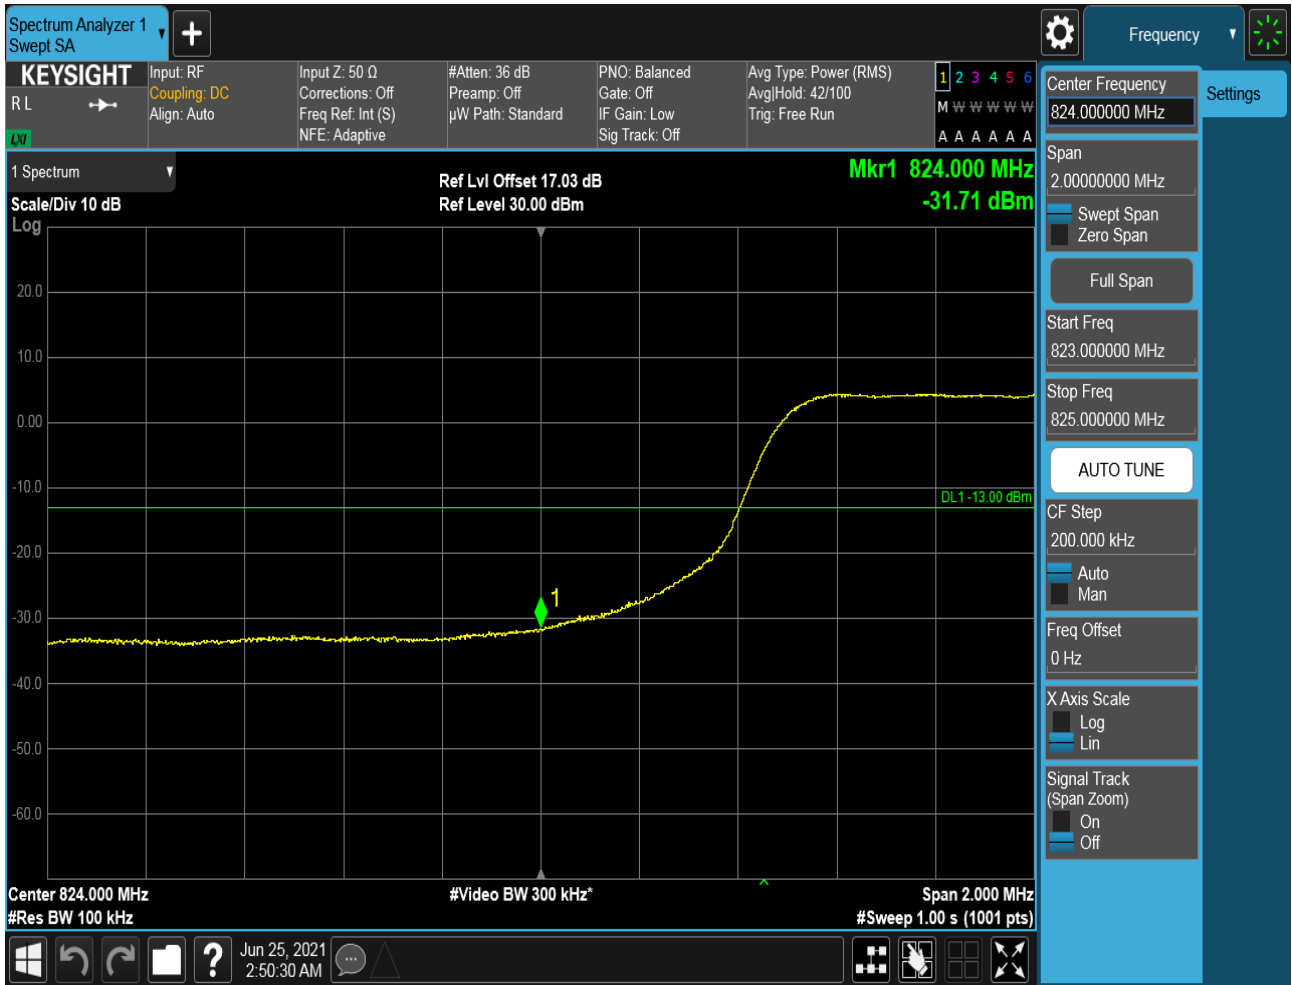 Spectrum Analyzer 1
Swept SA
Frequency
KEYSIGHT
R L
LXI
Input: RF
Coupling: DC
Align: Auto
Input Z: 50 Ω
Corrections: Off
Freq Ref: Int (S)
NFE: Adaptive
#Atten: 36 dB
Preamp: Off
µW Path: Standard
PNO: Balanced
Gate: Off
IF Gain: Low
Sig Track: Off
Avg Type: Power (RMS)
Avg|Hold: 42/100
Trig: Free Run
1 2 3 4 5 6
M W W W W W
A A A A A A
1 Spectrum
Scale/Div 10 dB
Log
Ref Lvl Offset 17.03 dB
Ref Level 30.00 dBm
Mkr1 824.000 MHz
-31.71 dBm
20.0
10.0
0.00
-10.0
-20.0
-30.0
-40.0
-50.0
-60.0
DL1 -13.00 dBm
1
Center 824.000 MHz
#Res BW 100 kHz
#Video BW 300 kHz*
Span 2.000 MHz
#Sweep 1.00 s (1001 pts)
Center Frequency
824.000000 MHz
Settings
Span
2.00000000 MHz
Swept Span
Zero Span
Full Span
Start Freq
823.000000 MHz
Stop Freq
825.000000 MHz
AUTO TUNE
CF Step
200.000 kHz
Auto
Man
Freq Offset
0 Hz
X Axis Scale
Log
Lin
Signal Track
(Span Zoom)
On
Off
?
Jun 25, 2021
2:50:30 AM